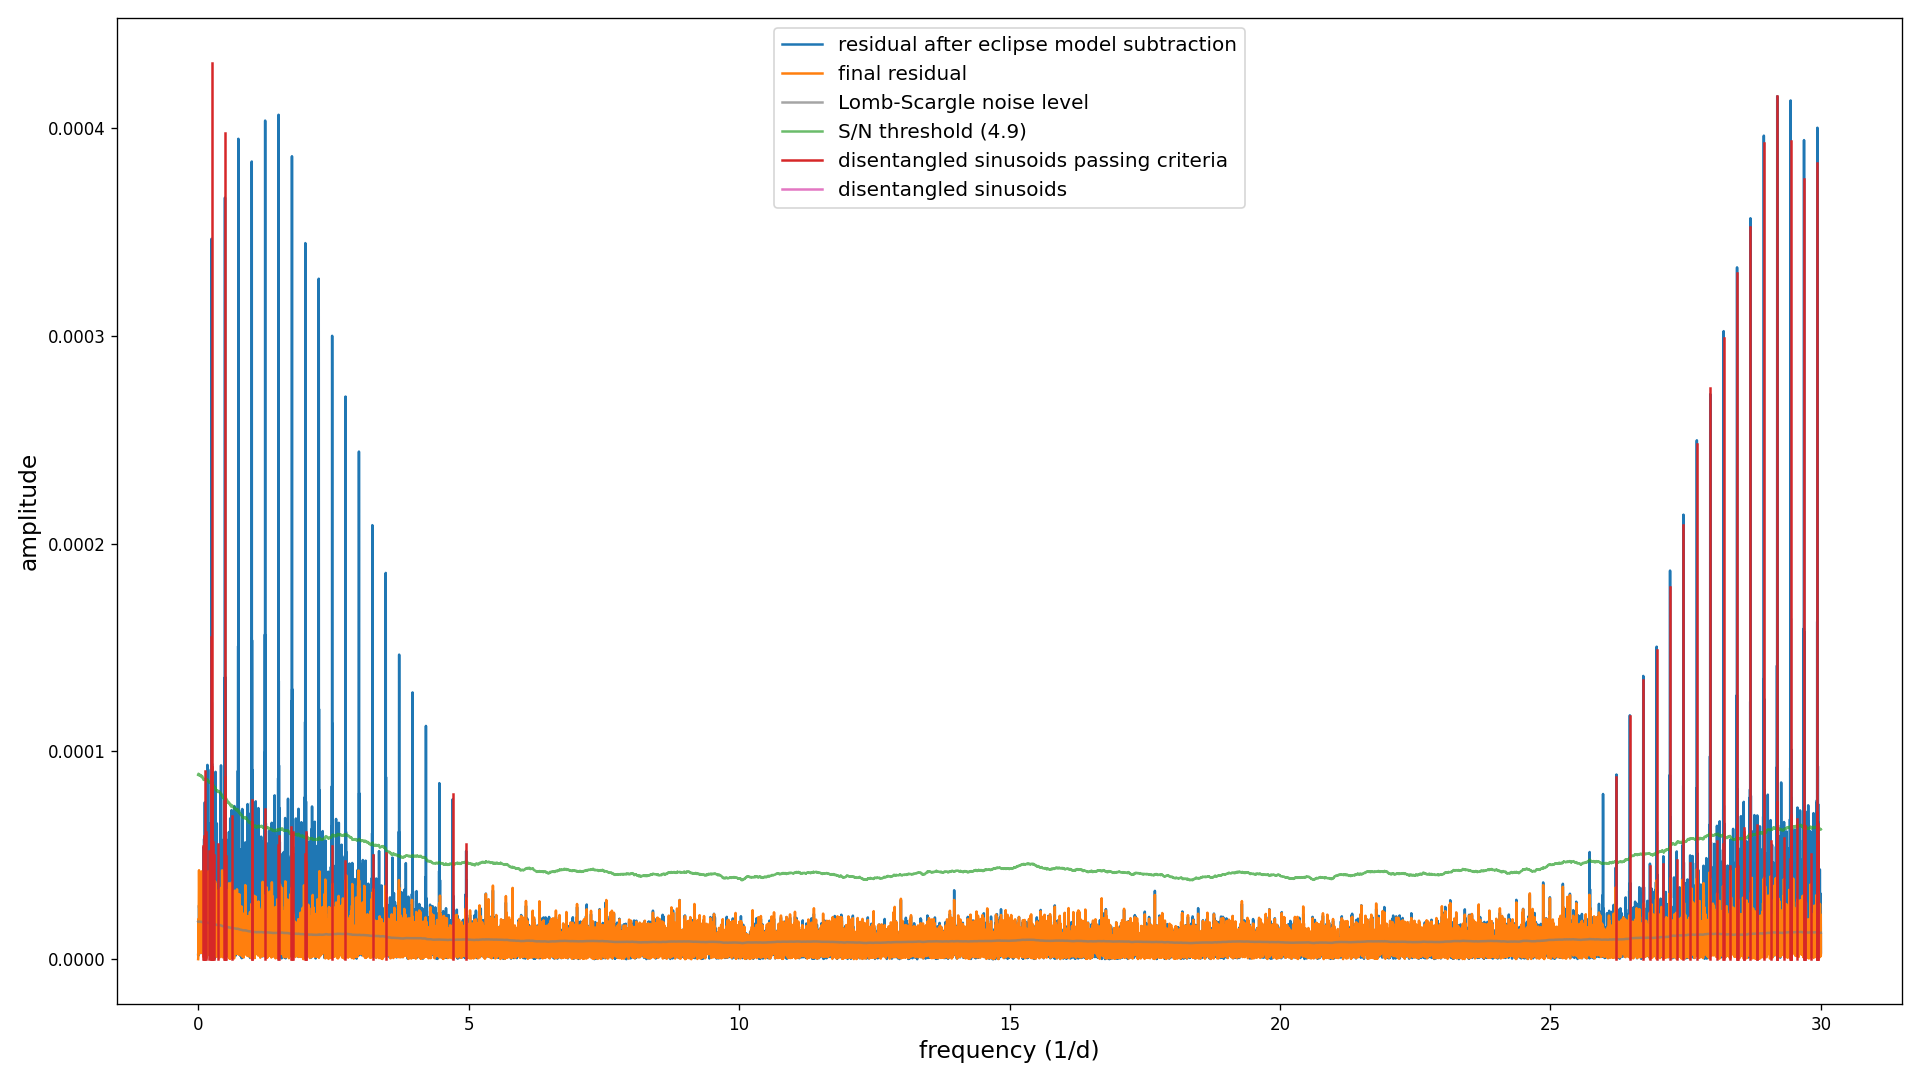 residual after eclipse model subtraction
final residual
Lomb-Scargle noise level
S/N threshold (4.9)
disentangled sinusoids passing criteria
disentangled sinusoids
amplitude
0.0004
0.0003
0.0002
0.0001
0.0000
0 5 10 15 20 25 30
frequency (1/d)